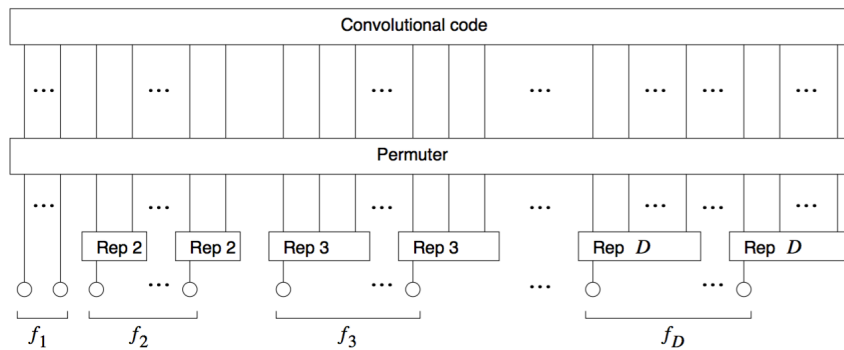 Convolutional code
... ... ... ... ... ... ...
Permuter
... ... ... ... ... ...
Rep 2 Rep 2 Rep 3 Rep 3 Rep D Rep D
... ... ... ...
f1 f2 f3 fD